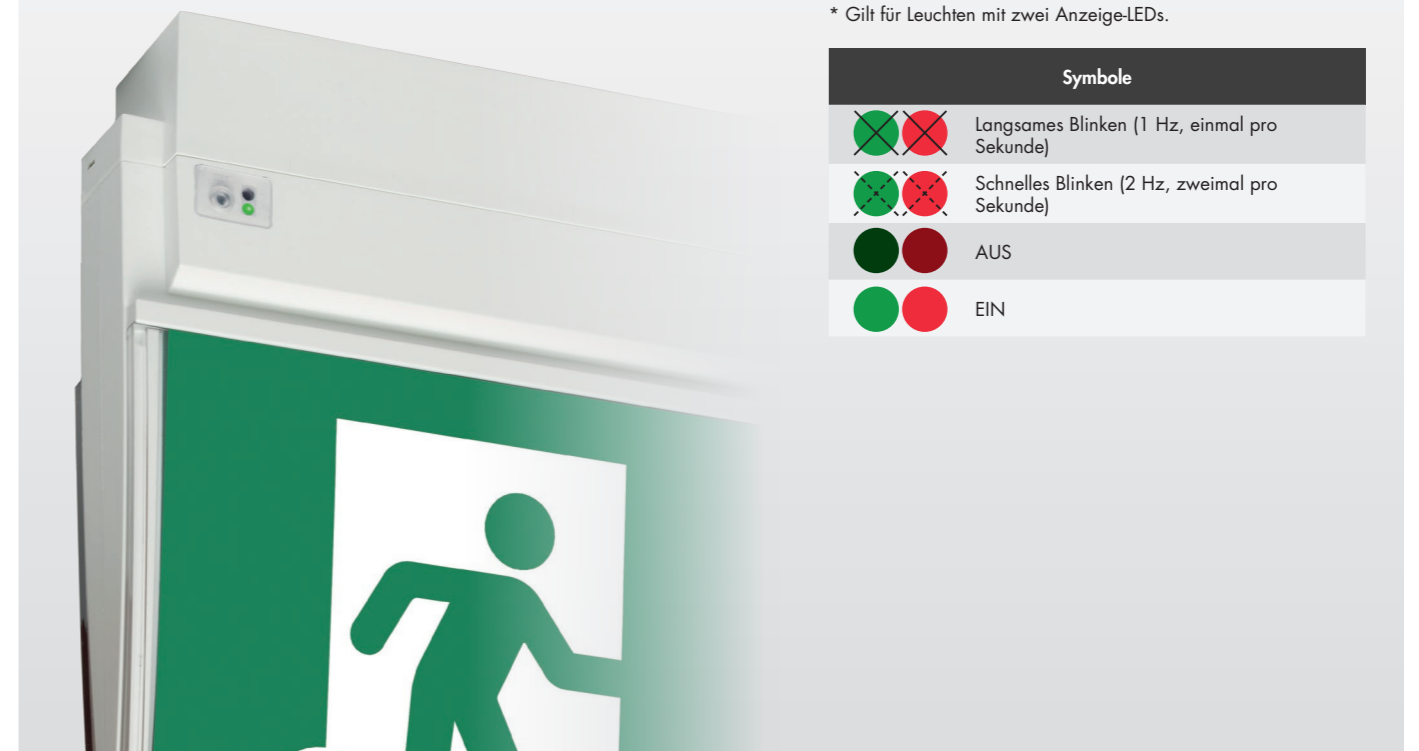 * Gilt für Leuchten mit zwei Anzeige-LEDs.
Symbole
Langsames Blinken (1 Hz, einmal pro
Sekunde)
Schnelles Blinken (2 Hz, zweimal pro
Sekunde)
AUS
EIN